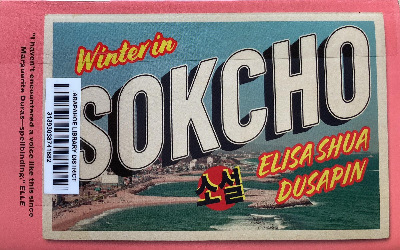 Winter in
SOKCHO
ELISA SHUA
DUSAPIN
소설
"I haven't encountered a voice like this since
Marguerite Duras—spellbinding." ELLE
ARAPAHOE LIBRARY DISTRICT